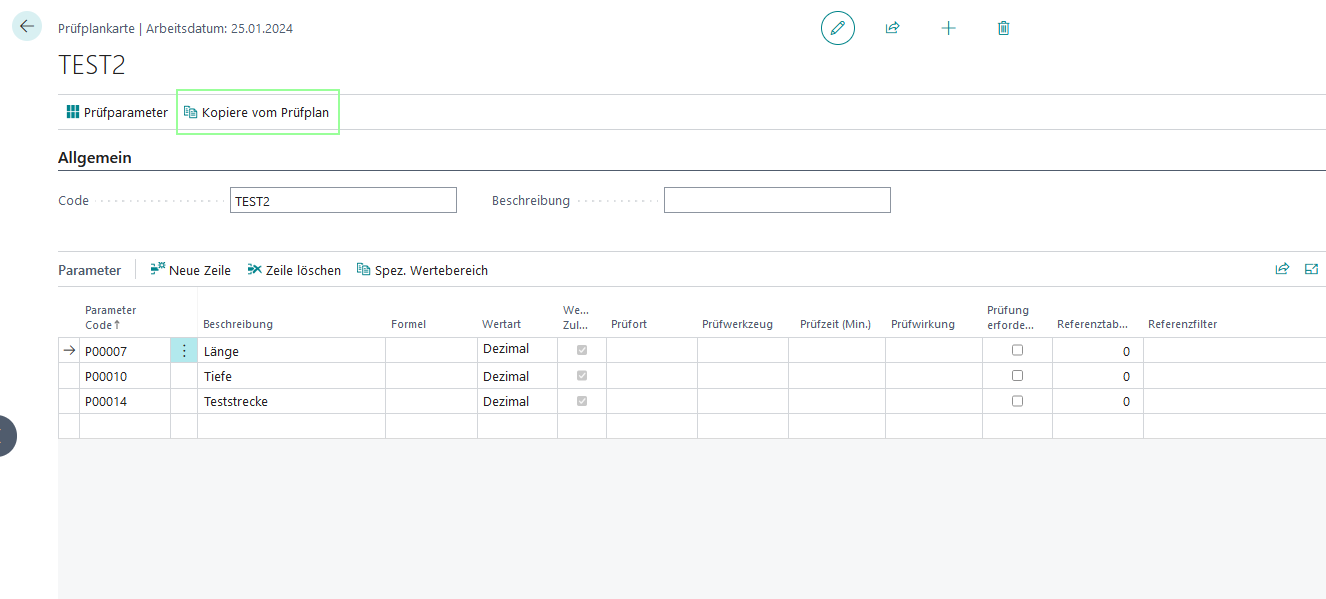 Prüfplankarte | Arbeitsdatum: 25.01.2024
TEST2
Prüfparameter Kopiere vom Prüfplan
Allgemein
Code TEST2 Beschreibung
Parameter Neue Zeile Zeile löschen Spez. Wertebereich
Parameter Code↑ Beschreibung Formel Wertart We... Zul... Prüfort Prüfwerkzeug Prüfzeit (Min.) Prüfwirkung Prüfung erforde... Referenztab... Referenzfilter
P00007 Länge Dezimal 0
P00010 Tiefe Dezimal 0
P00014 Teststrecke Dezimal 0